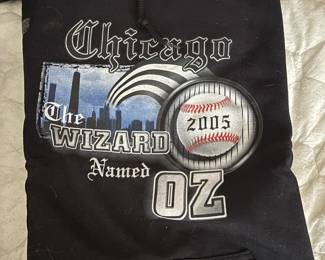 Chicago
The
WIZARD
Named
OZ
2005